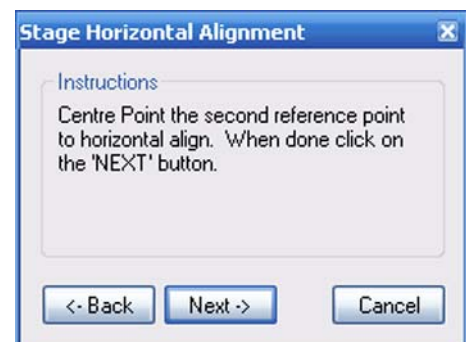 Stage Horizontal Alignment
Instructions
Centre Point the second reference point
to horizontal align. When done click on
the 'NEXT' button.
<- Back Next -> Cancel